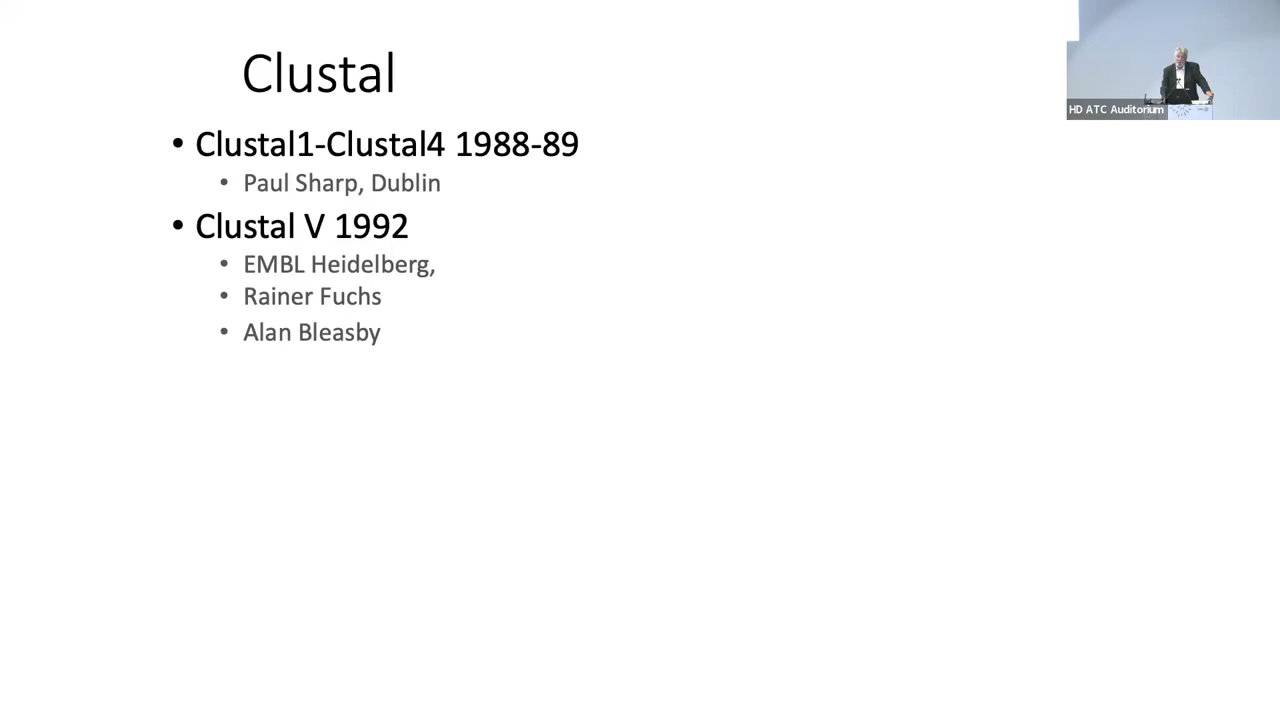 Clustal
• Clustal1-Clustal4 1988-89
• Paul Sharp, Dublin
• Clustal V 1992
• EMBL Heidelberg,
• Rainer Fuchs
• Alan Bleasby
HD ATC Auditorium